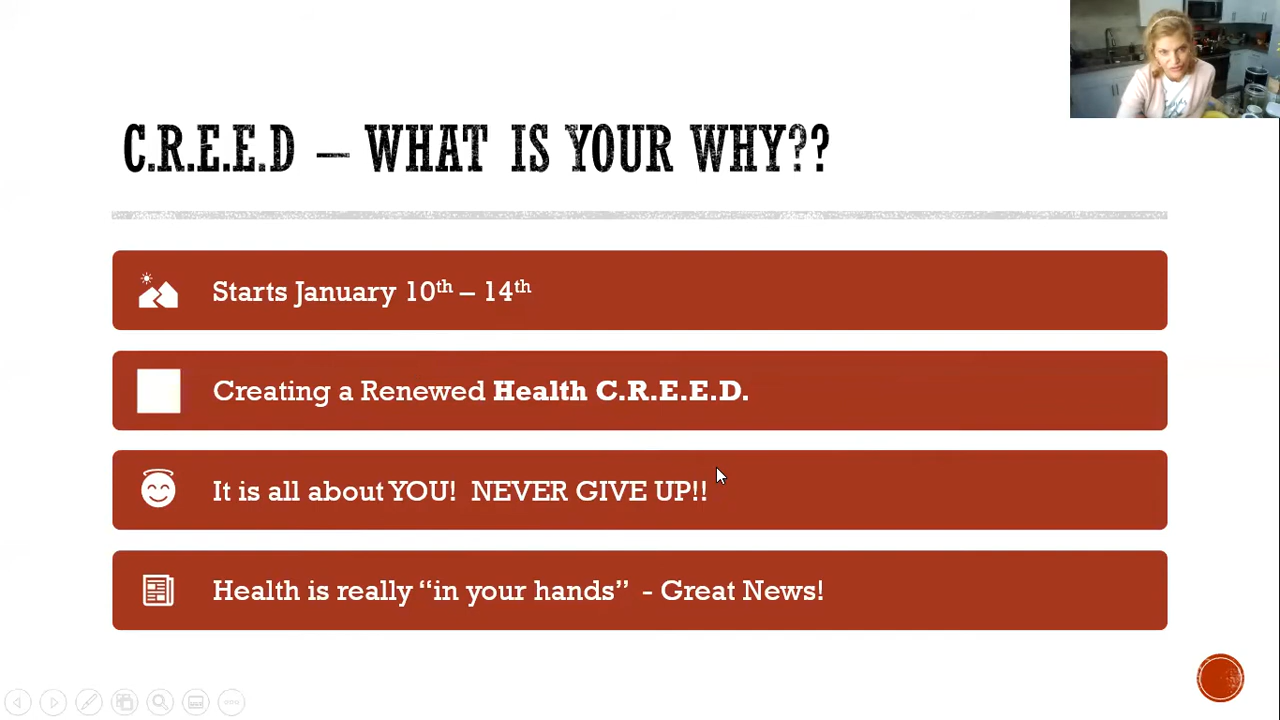 C.R.E.E.D – WHAT IS YOUR WHY??
Starts January 10th – 14th
Creating a Renewed Health C.R.E.E.D.
It is all about YOU!  NEVER GIVE UP!!
Health is really “in your hands”  - Great News!